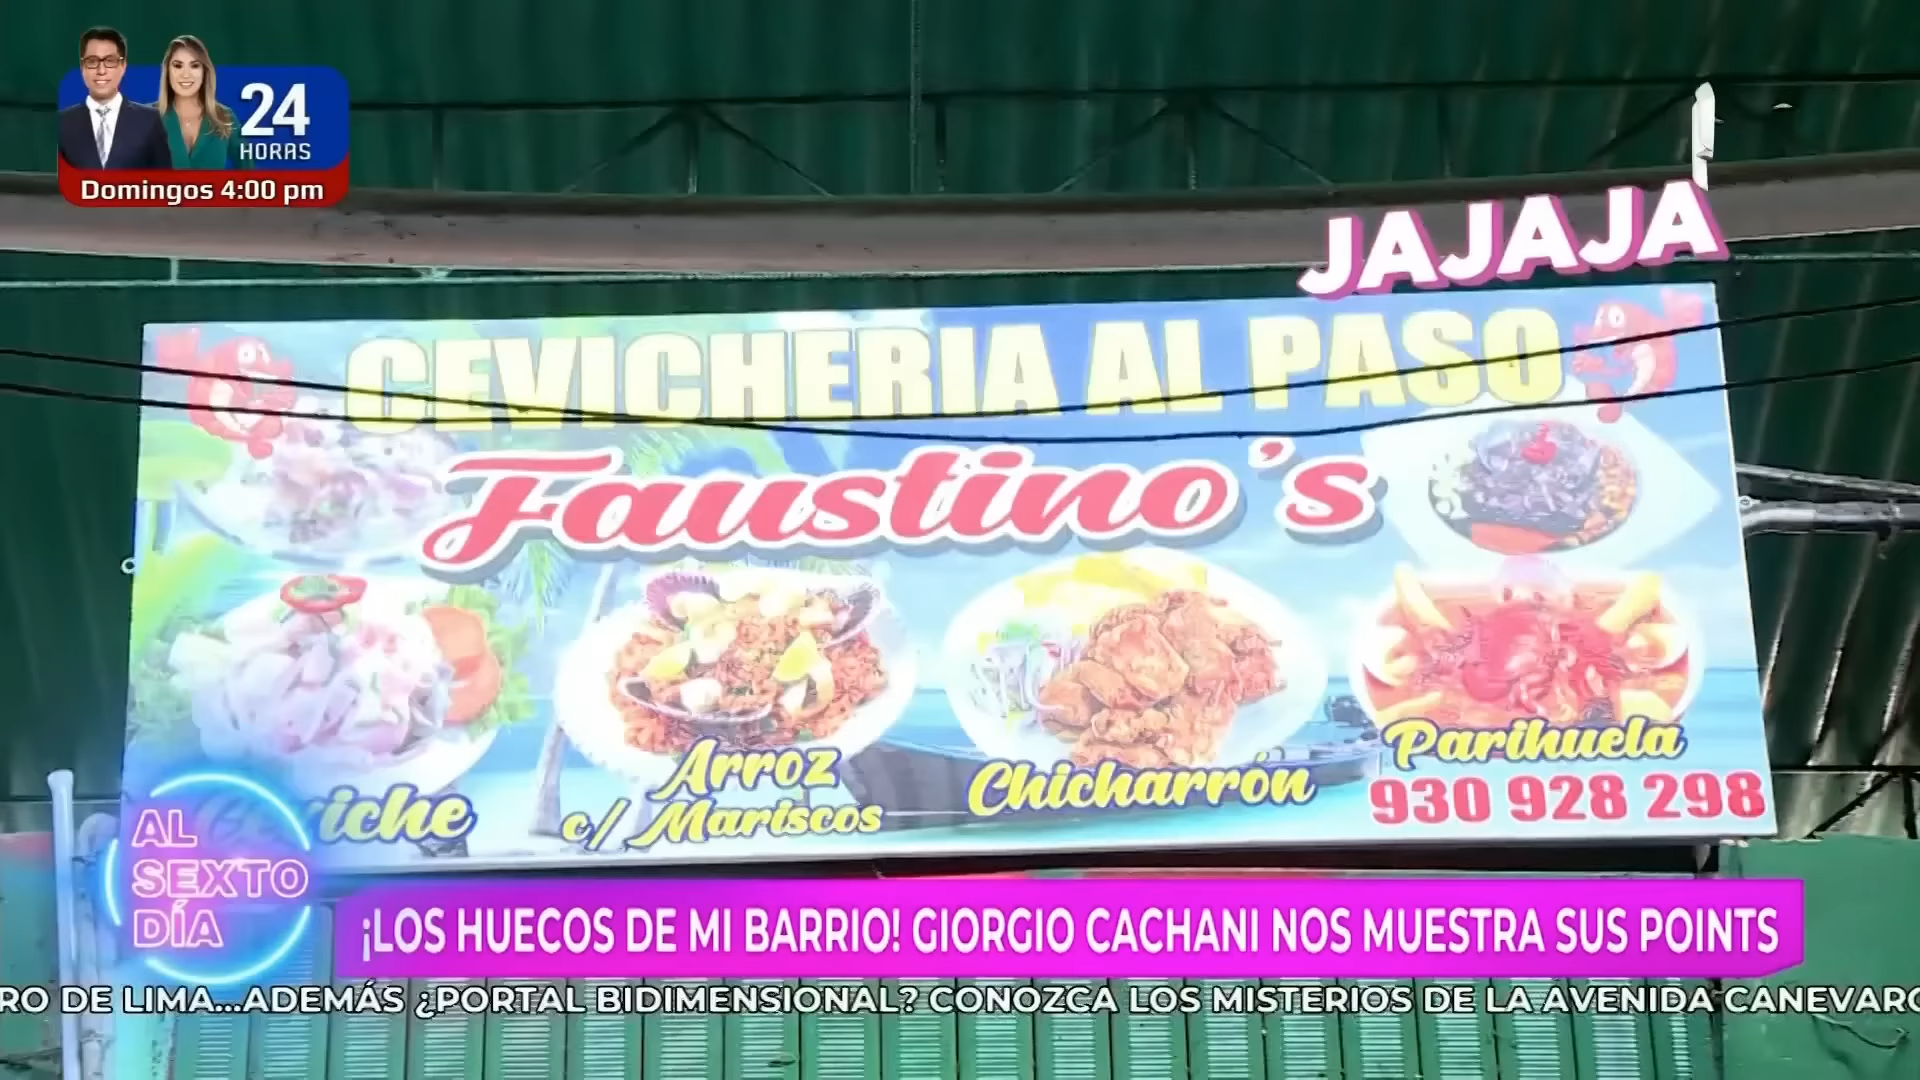 24
HORAS
Domingos 4:00 pm
JAJAJA
CEVICHERIA AL PASO
Faustino's
Ceviche
Arroz
c/ Mariscos
Chicharrón
Parihuela
930 928 298
AL
SEXTO
DÍA
¡LOS HUECOS DE MI BARRIO! GIORGIO CACHANI NOS MUESTRA SUS POINTS
RO DE LIMA...ADEMÁS ¿PORTAL BIDIMENSIONAL? CONOZCA LOS MISTERIOS DE LA AVENIDA CANEVARO